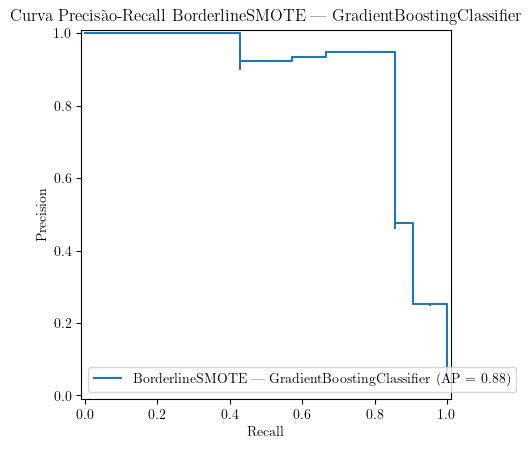 Curva Precisão-Recall BorderlineSMOTE — GradientBoostingClassifier
1.0
0.8
0.6
0.4
0.2
0.0
Precision
BorderlineSMOTE — GradientBoostingClassifier (AP = 0.88)
0.0 0.2 0.4 0.6 0.8 1.0
Recall